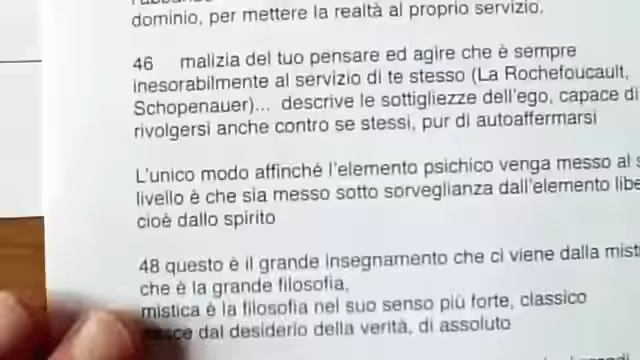 dominio, per mettere la realtà al proprio servizio,
46 malizia del tuo pensare ed agire che è sempre
inesorabilmente al servizio di te stesso (La Rochefoucault,
Schopenauer)... descrive le sottigliezze dell'ego, capace di
rivolgersi anche contro se stessi, pur di autoaffermarsi
L'unico modo affinché l'elemento psichico venga messo al
livello è che sia messo sotto sorveglianza dall'elemento
cioè dallo spirito
48 questo è il grande insegnamento che ci viene dalla
che è la grande filosofia,
mistica è la filosofia nel suo senso più forte, classico
dal desiderio della verità, di assoluto